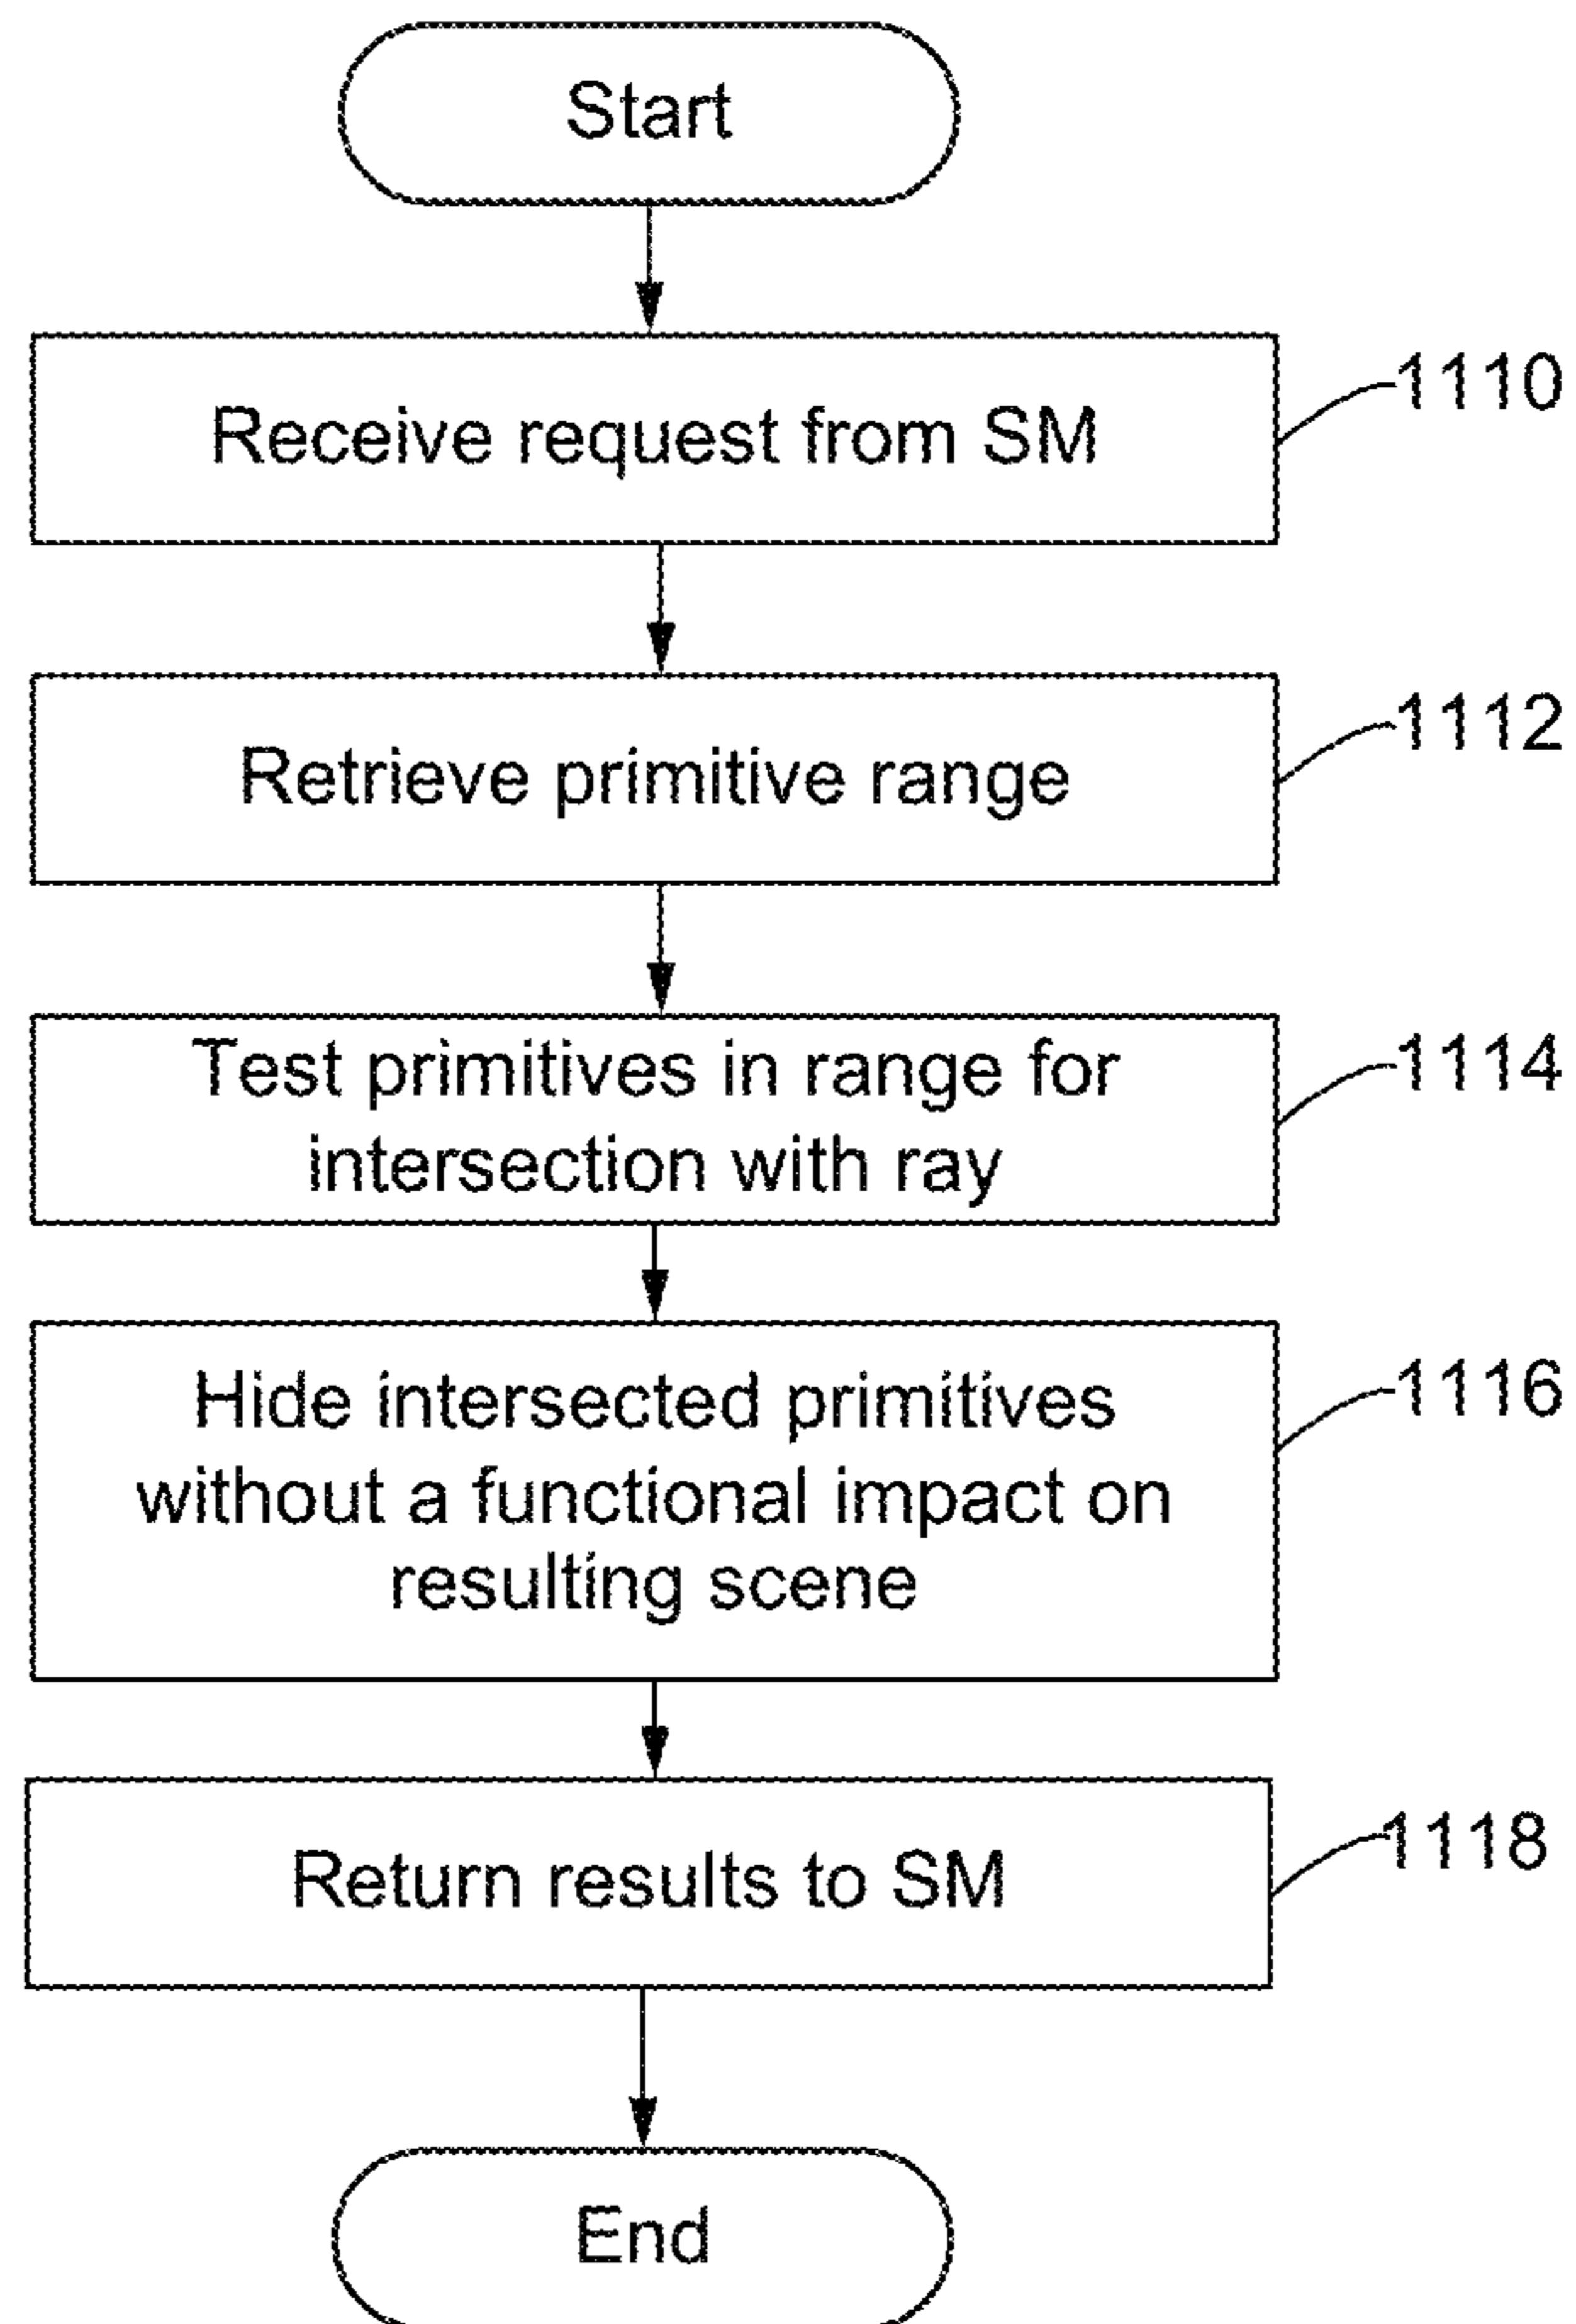 Start
Receive request from SM
1110
Retrieve primitive range
1112
Test primitives in range for
intersection with ray
1114
Hide intersected primitives
without a functional impact on
resulting scene
1116
Return results to SM
1118
End